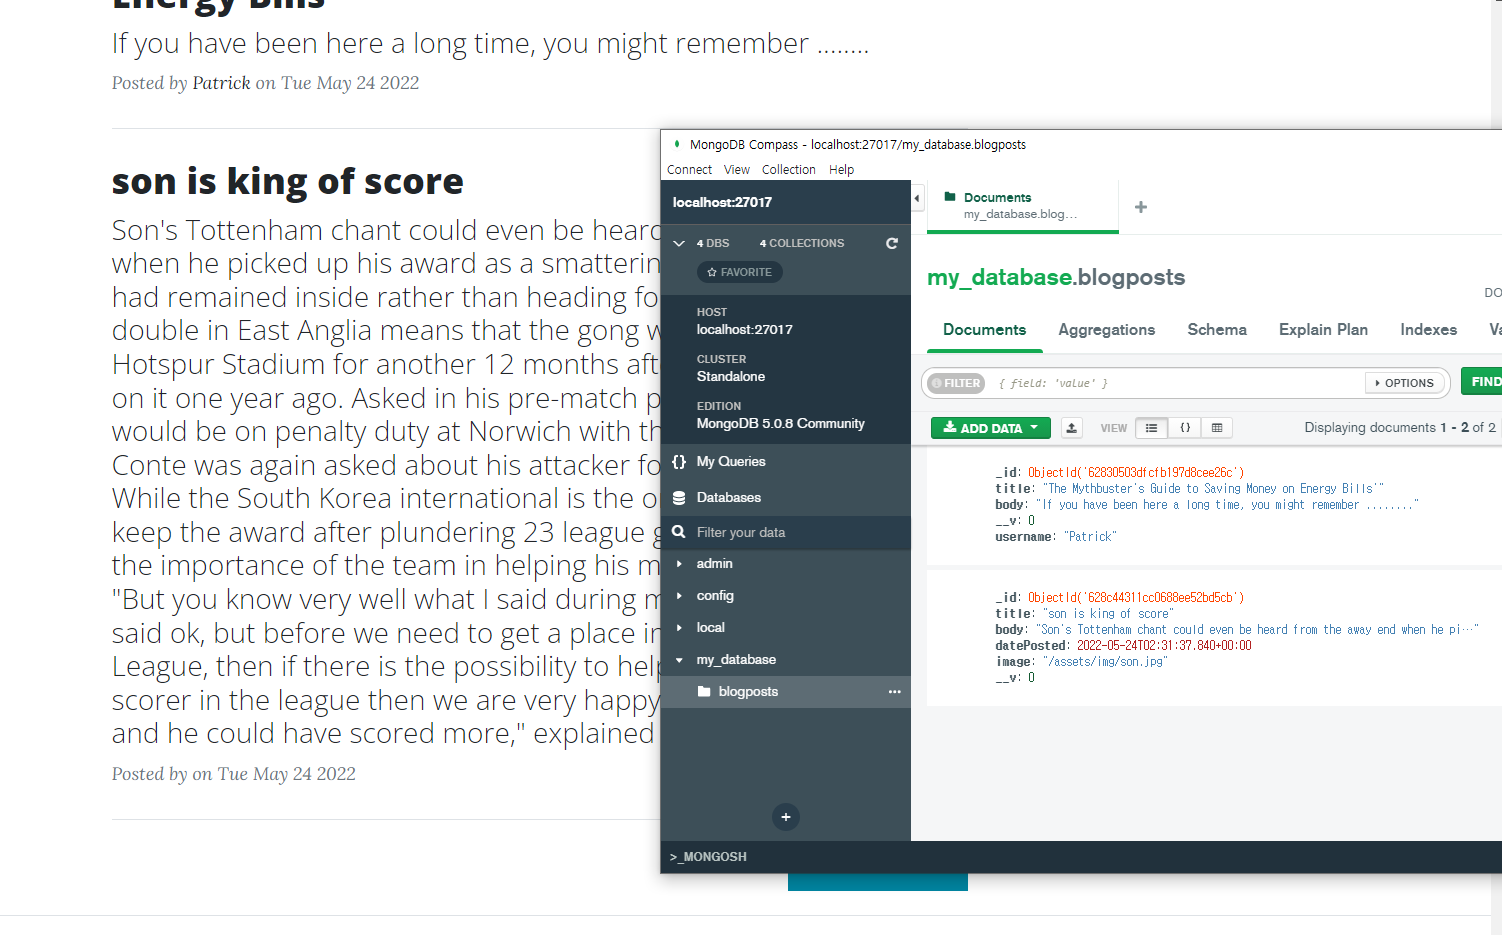 Energy Bills
If you have been here a long time, you might remember ........
Posted by Patrick on Tue May 24 2022
son is king of score
Son's Tottenham chant could even be heard
when he picked up his award as a smattering
had remained inside rather than heading fo
double in East Anglia means that the gong w
Hotspur Stadium for another 12 months aft
on it one year ago. Asked in his pre-match p
would be on penalty duty at Norwich with th
Conte was again asked about his attacker fo
While the South Korea international is the o
keep the award after plundering 23 league g
the importance of the team in helping his m
"But you know very well what I said during m
said ok, but before we need to get a place in
League, then if there is the possibility to help
scorer in the league then we are very happy
and he could have scored more," explained
Posted by on Tue May 24 2022
MongoDB Compass - localhost:27017/my_database.blogposts
Connect View Collection Help
localhost:27017
4 DBS 4 COLLECTIONS
FAVORITE
HOST
localhost:27017
CLUSTER
Standalone
EDITION
MongoDB 5.0.8 Community
{} My Queries
Databases
Filter your data
admin
config
local
my_database
blogposts
...
+
>_MONGOSH
Documents
my_database.blog...
+
my_database.blogposts
DO
Documents Aggregations Schema Explain Plan Indexes Va
FILTER { field: 'value' } OPTIONS FIND
ADD DATA VIEW {} Displaying documents 1 - 2 of 2
_id: ObjectId('62830503dfcfb197d8cee26c')
title: "The Mythbuster's Guide to Saving Money on Energy Bills'"
body: "If you have been here a long time, you might remember ........"
__v: 0
username: "Patrick"
_id: ObjectId('628c44311cc0688ee52bd5cb')
title: "son is king of score"
body: "Son's Tottenham chant could even be heard from the away end when he pi…"
datePosted: 2022-05-24T02:31:37.840+00:00
image: "/assets/img/son.jpg"
__v: 0